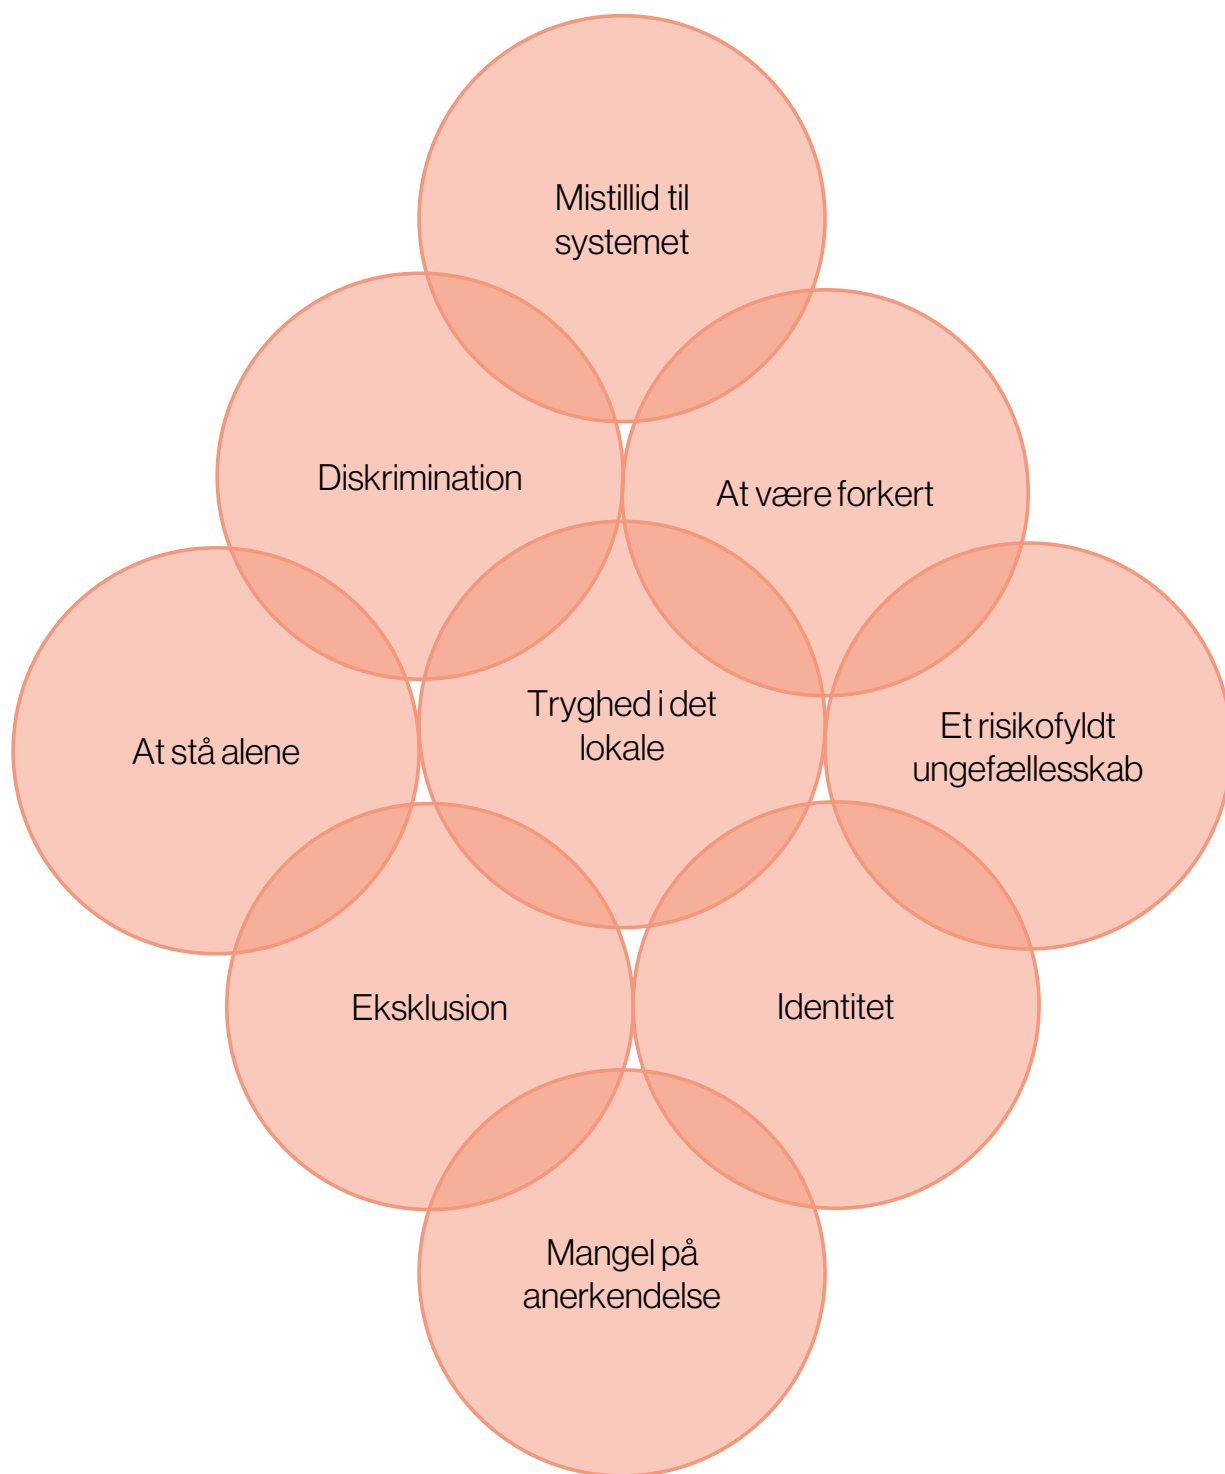 Mistillid til
systemet
Diskrimination
At være forkert
At stå alene
Tryghed i det
lokale
Et risikofyldt
ungefællesskab
Eksklusion
Identitet
Mangel på
anerkendelse